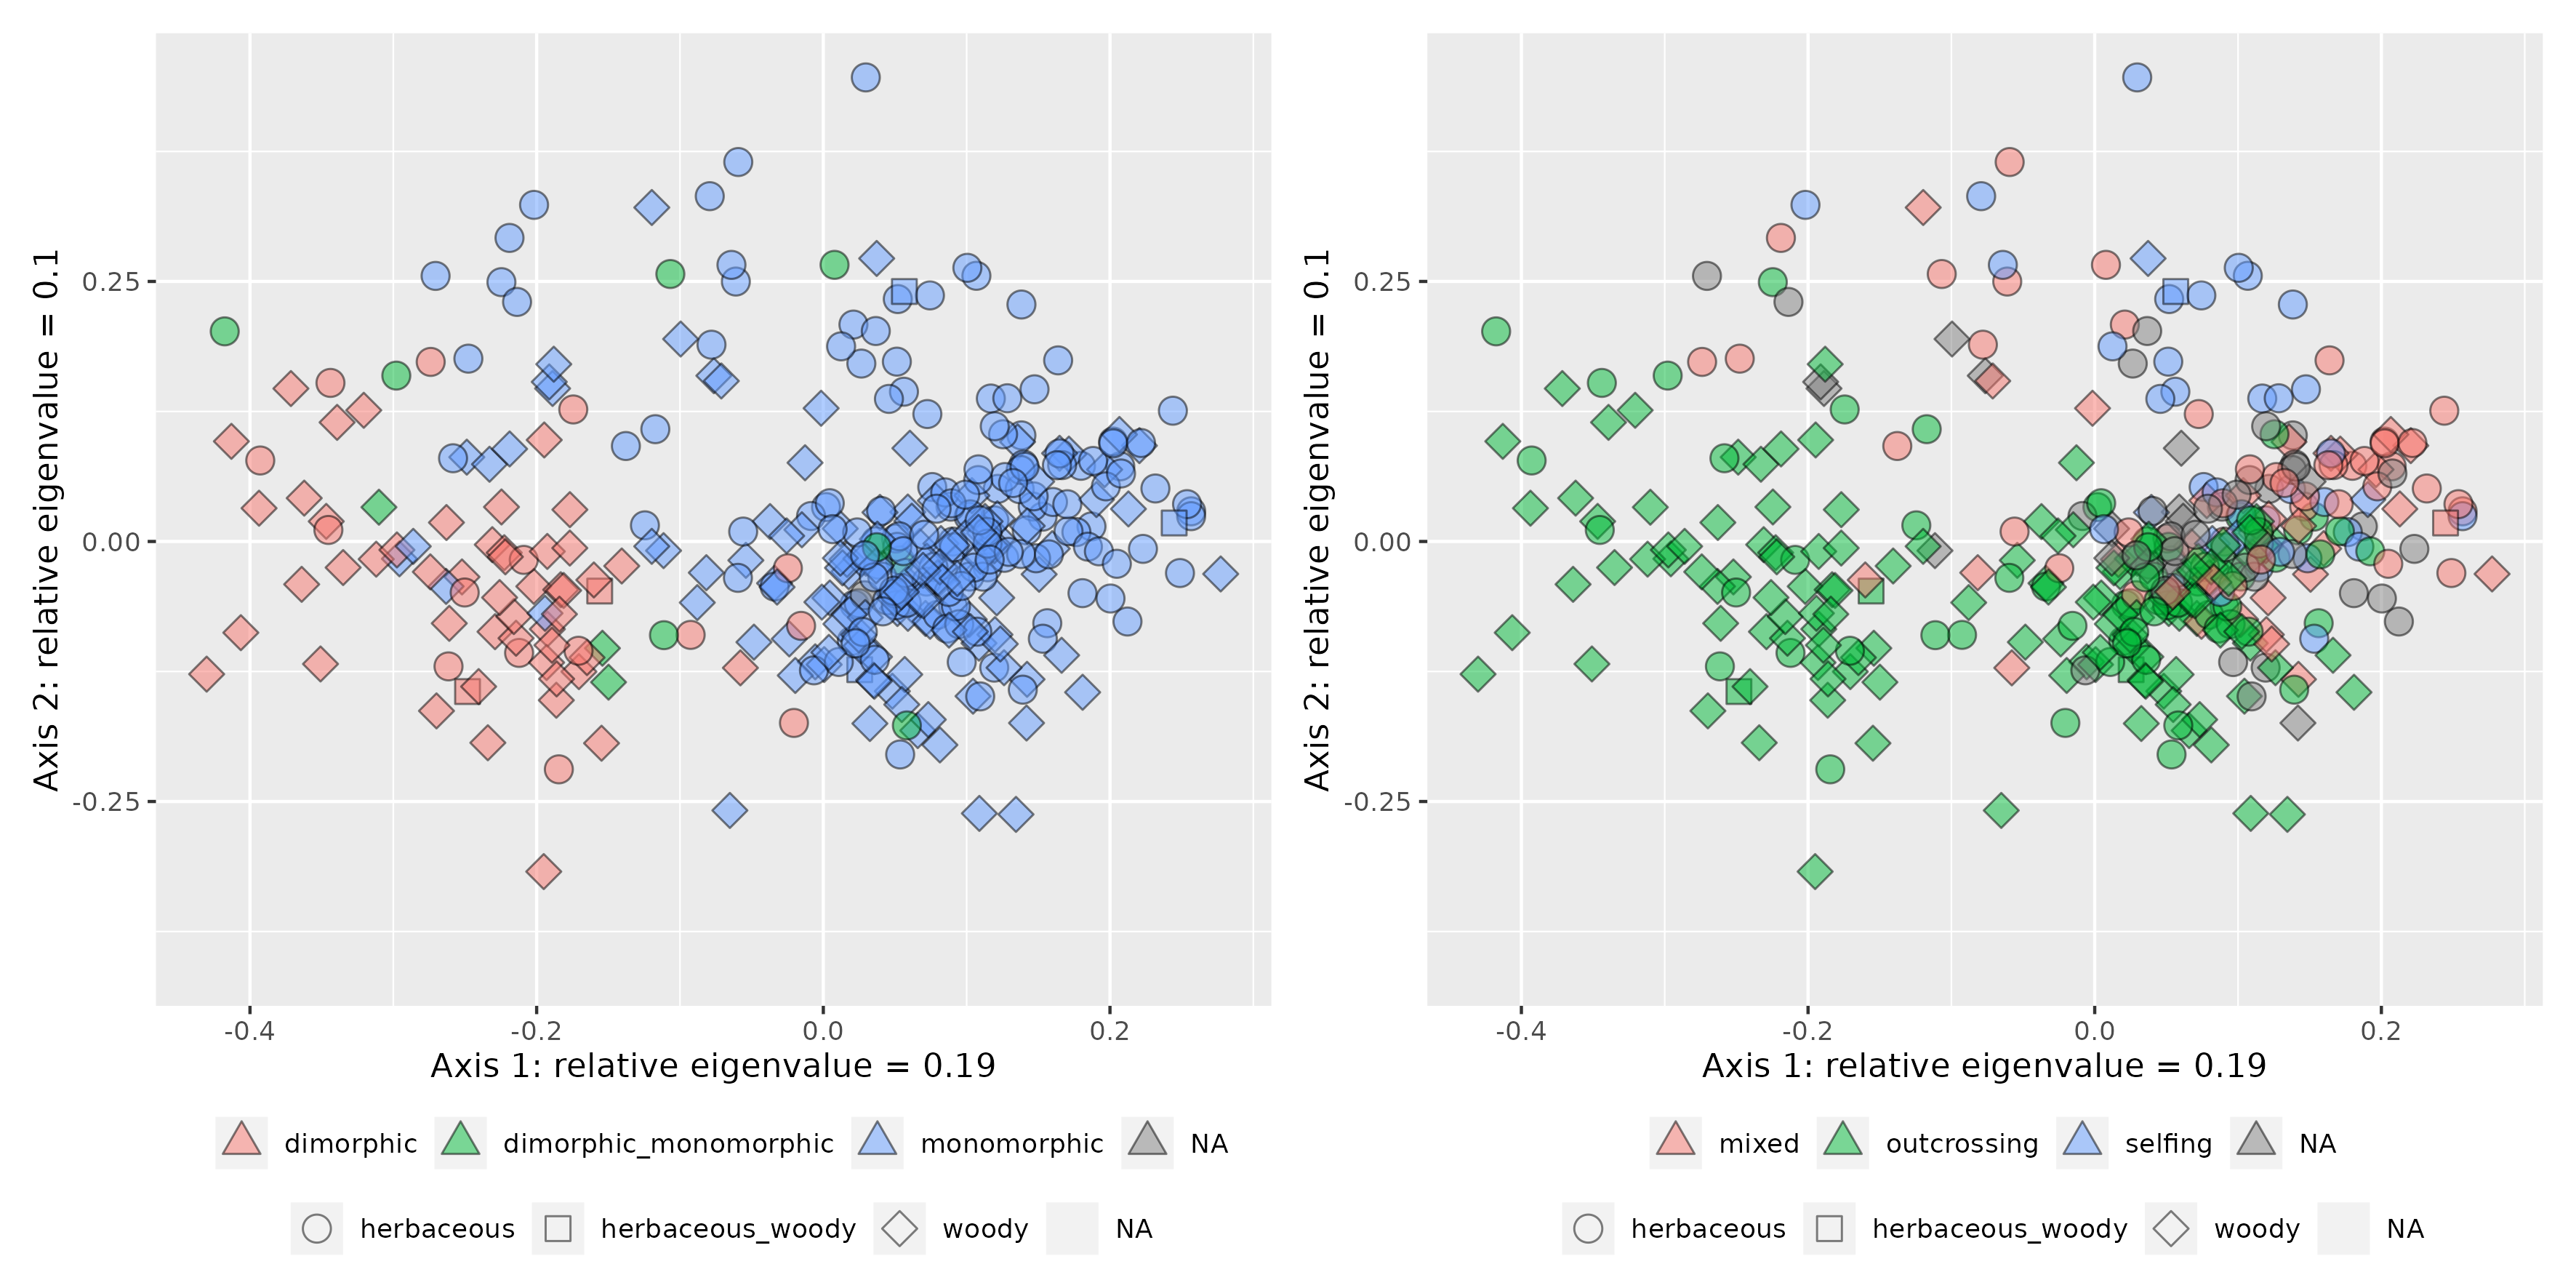 Axis 2: relative eigenvalue = 0.1
0.25
0.00
-0.25
-0.4 -0.2 0.0 0.2
Axis 1: relative eigenvalue = 0.19
dimorphic dimorphic_monomorphic monomorphic NA
herbaceous herbaceous_woody woody NA
Axis 2: relative eigenvalue = 0.1
0.25
0.00
-0.25
-0.4 -0.2 0.0 0.2
Axis 1: relative eigenvalue = 0.19
mixed outcrossing selfing NA
herbaceous herbaceous_woody woody NA